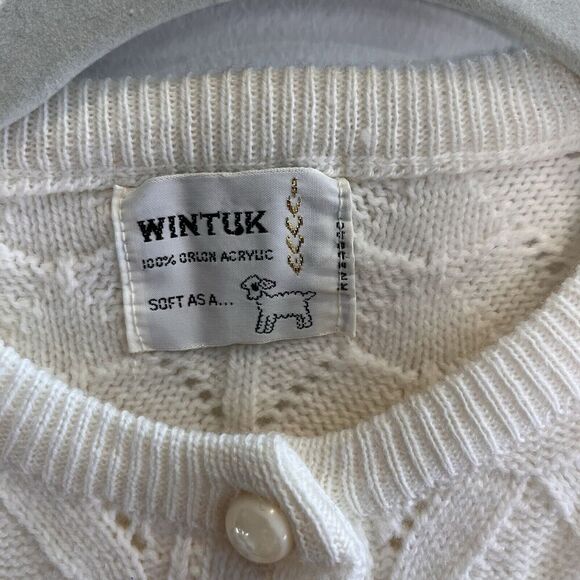 WINTUK
100% ORLON ACRYLIC
SOFT AS A...